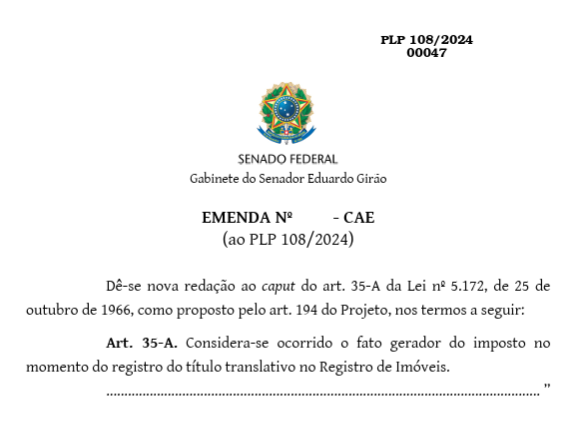 PLP 108/2024
00047
SENADO FEDERAL
Gabinete do Senador Eduardo Girão
EMENDA Nº - CAE
(ao PLP 108/2024)
Dê-se nova redação ao caput do art. 35-A da Lei nº 5.172, de 25 de
outubro de 1966, como proposto pelo art. 194 do Projeto, nos termos a seguir:
Art. 35-A. Considera-se ocorrido o fato gerador do imposto no
momento do registro do título translativo no Registro de Imóveis.
........................................................................................................................ ”